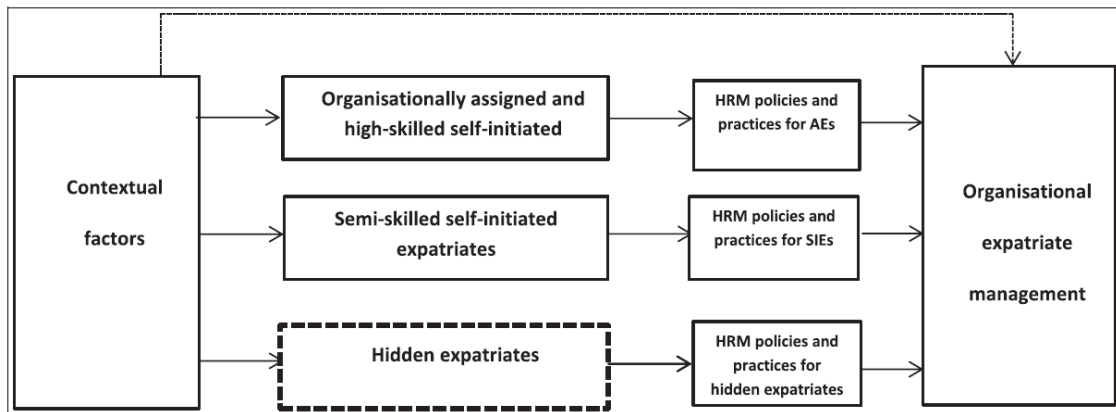 Contextual
factors
Organisationally assigned and
high-skilled self-initiated
HRM policies and
practices for AEs
Semi-skilled self-initiated
expatriates
HRM policies and
practices for SIEs
Hidden expatriates
HRM policies and
practices for
hidden expatriates
Organisational
expatriate
management